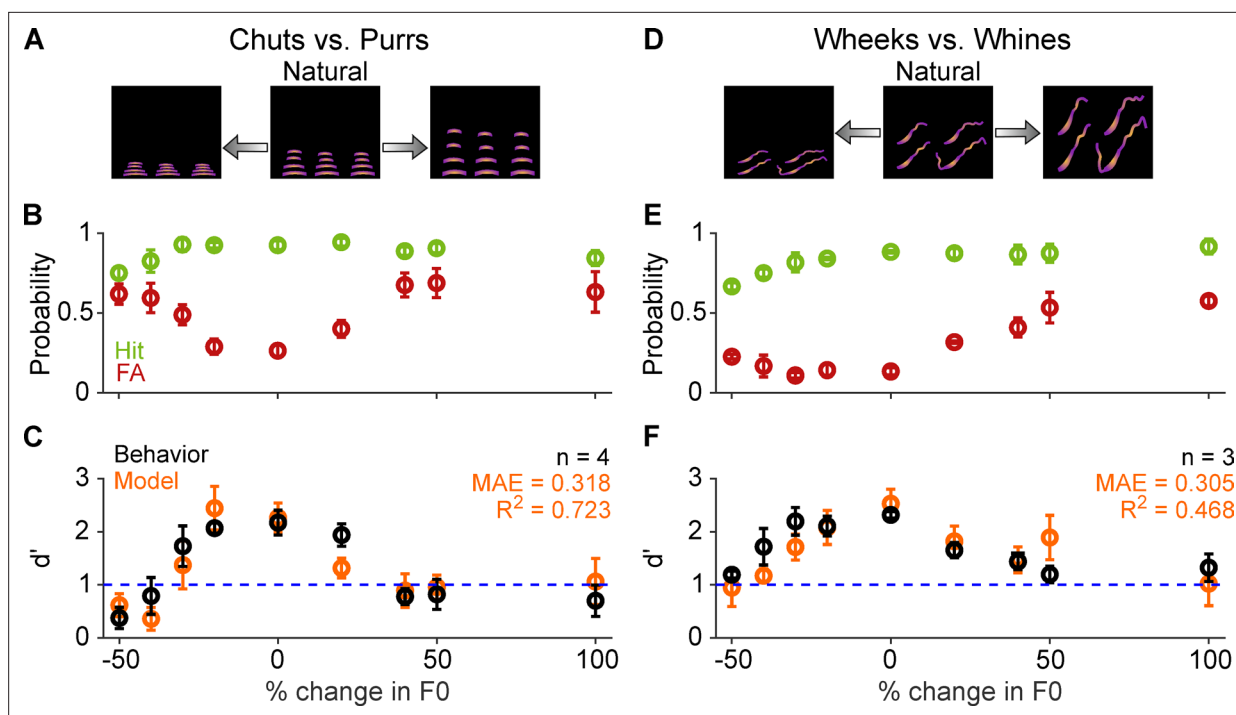 A
Chuts vs. Purrs
Natural
B
1
0.5
0
Probability
Hit
FA
C
Behavior
Model
n = 4
MAE = 0.318
R² = 0.723
3
2
1
0
d'
-50
0
50
100
% change in F0
D
Wheeks vs. Whines
Natural
E
1
0.5
0
Probability
F
n = 3
MAE = 0.305
R² = 0.468
3
2
1
0
d'
-50
0
50
100
% change in F0